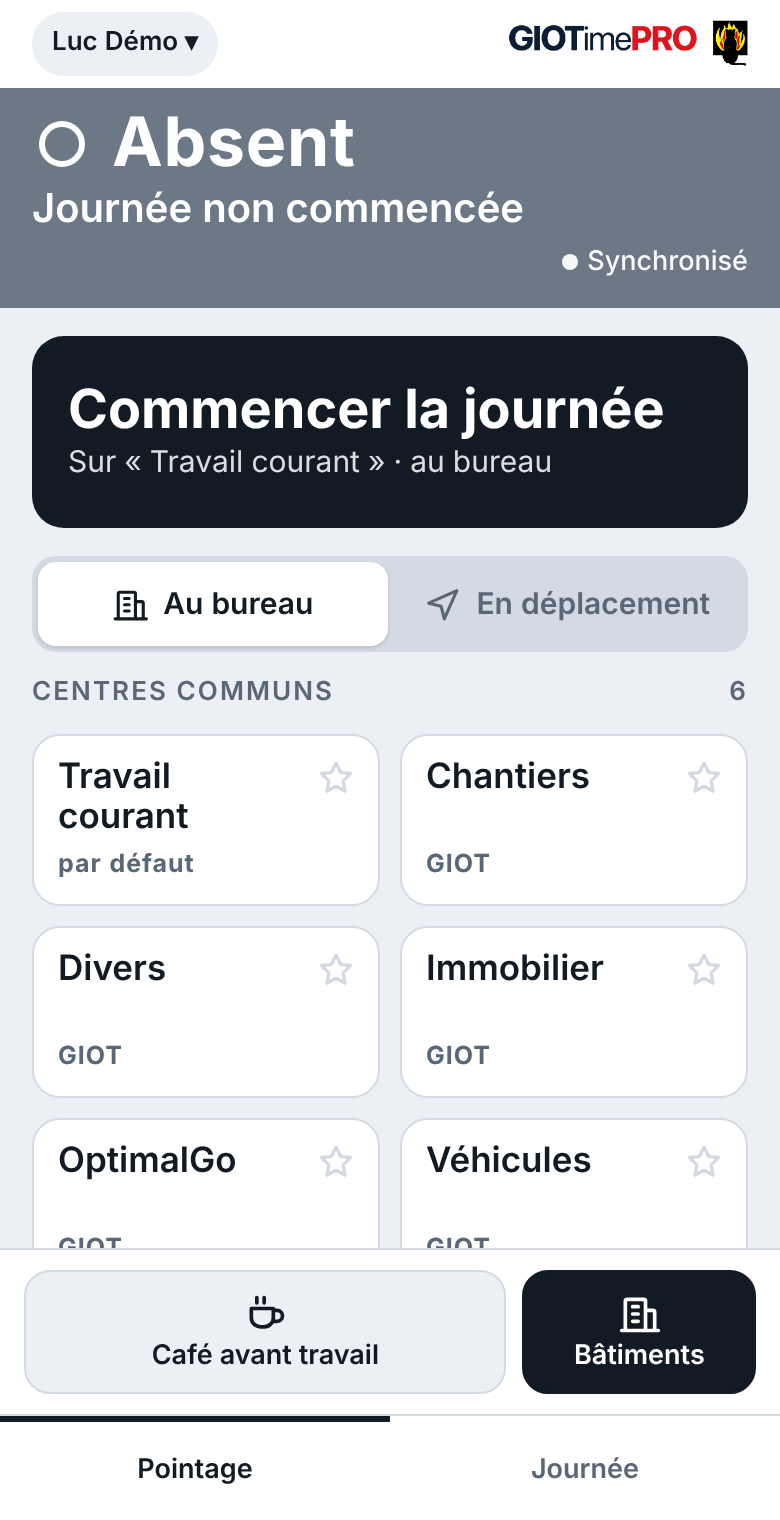 Luc Démo ▾
GIOTimePRO
Absent
Journée non commencée
Synchronisé
Commencer la journée
Sur « Travail courant » · au bureau
Au bureau
En déplacement
CENTRES COMMUNS
6
Travail
courant
par défaut
Chantiers
GIOT
Divers
GIOT
Immobilier
GIOT
OptimalGo
GIOT
Véhicules
GIOT
Café avant travail
Bâtiments
Pointage
Journée